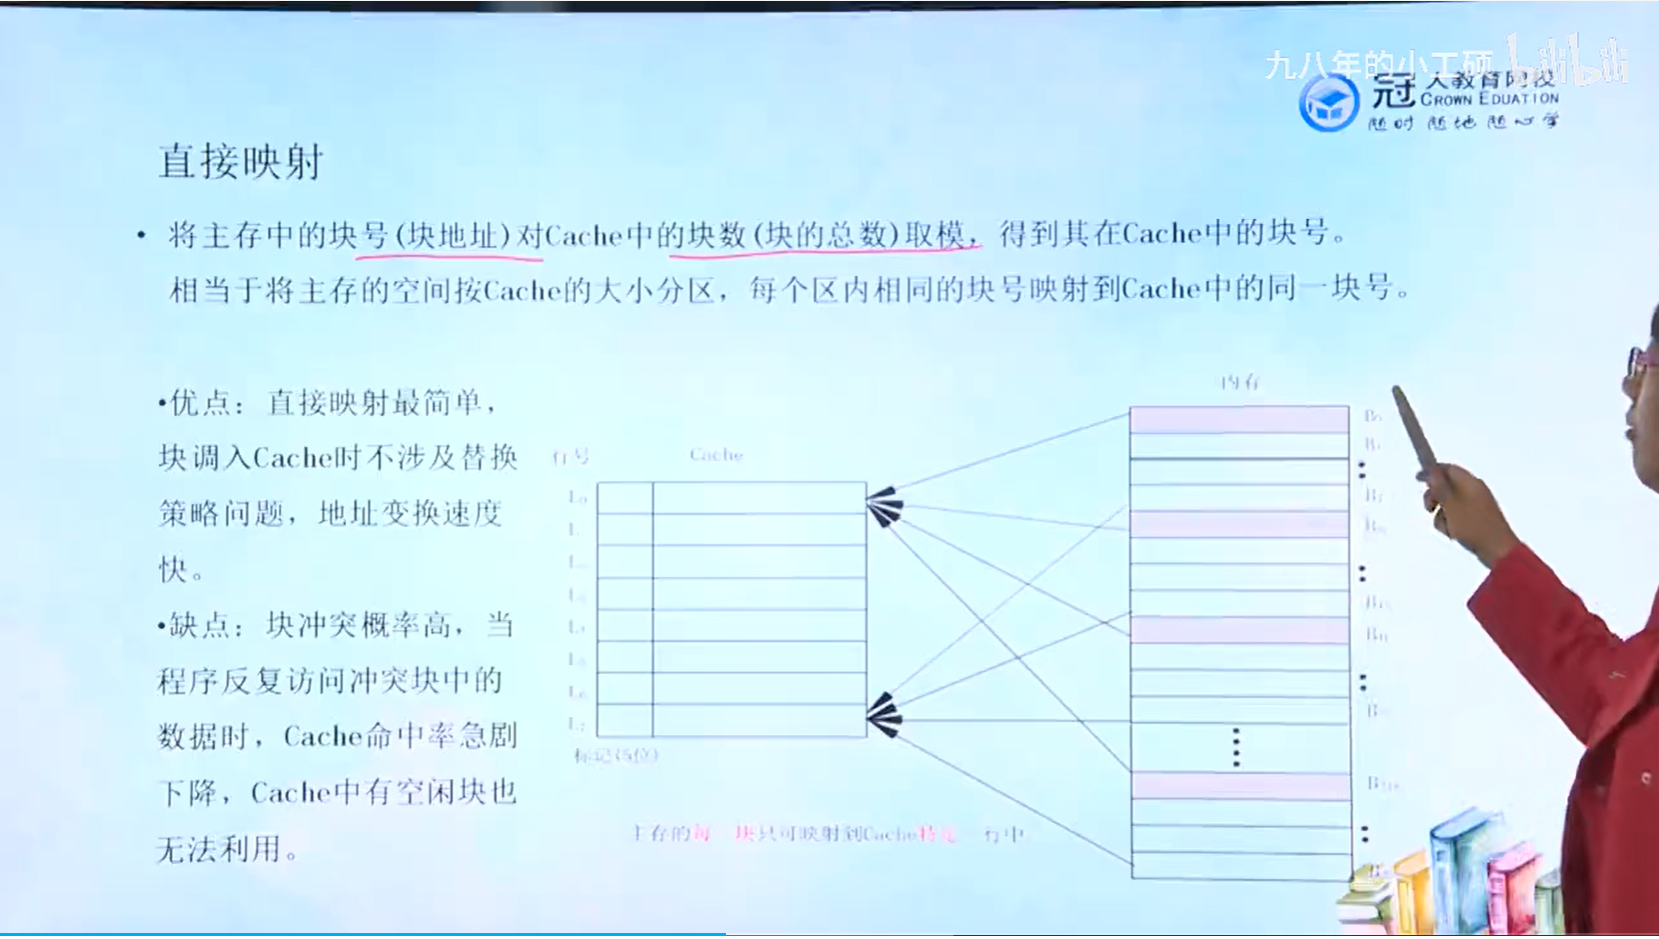 九八年的小工硕 bilibili
冠 人教育网校
CROWN EDUATION
随时 随地 随心学
直接映射
• 将主存中的块号(块地址)对Cache中的块数(块的总数)取模，得到其在Cache中的块号。
相当于将主存的空间按Cache的大小分区，每个区内相同的块号映射到Cache中的同一块号。
•优点：直接映射最简单，
块调入Cache时不涉及替换
策略问题，地址变换速度
快。
•缺点：块冲突概率高，当
程序反复访问冲突块中的
数据时，Cache命中率急剧
下降，Cache中有空闲块也
无法利用。
行号
Cache
内存
L₀
L₇
标记(5位)
主存的每一块只可映射到Cache特定一行中